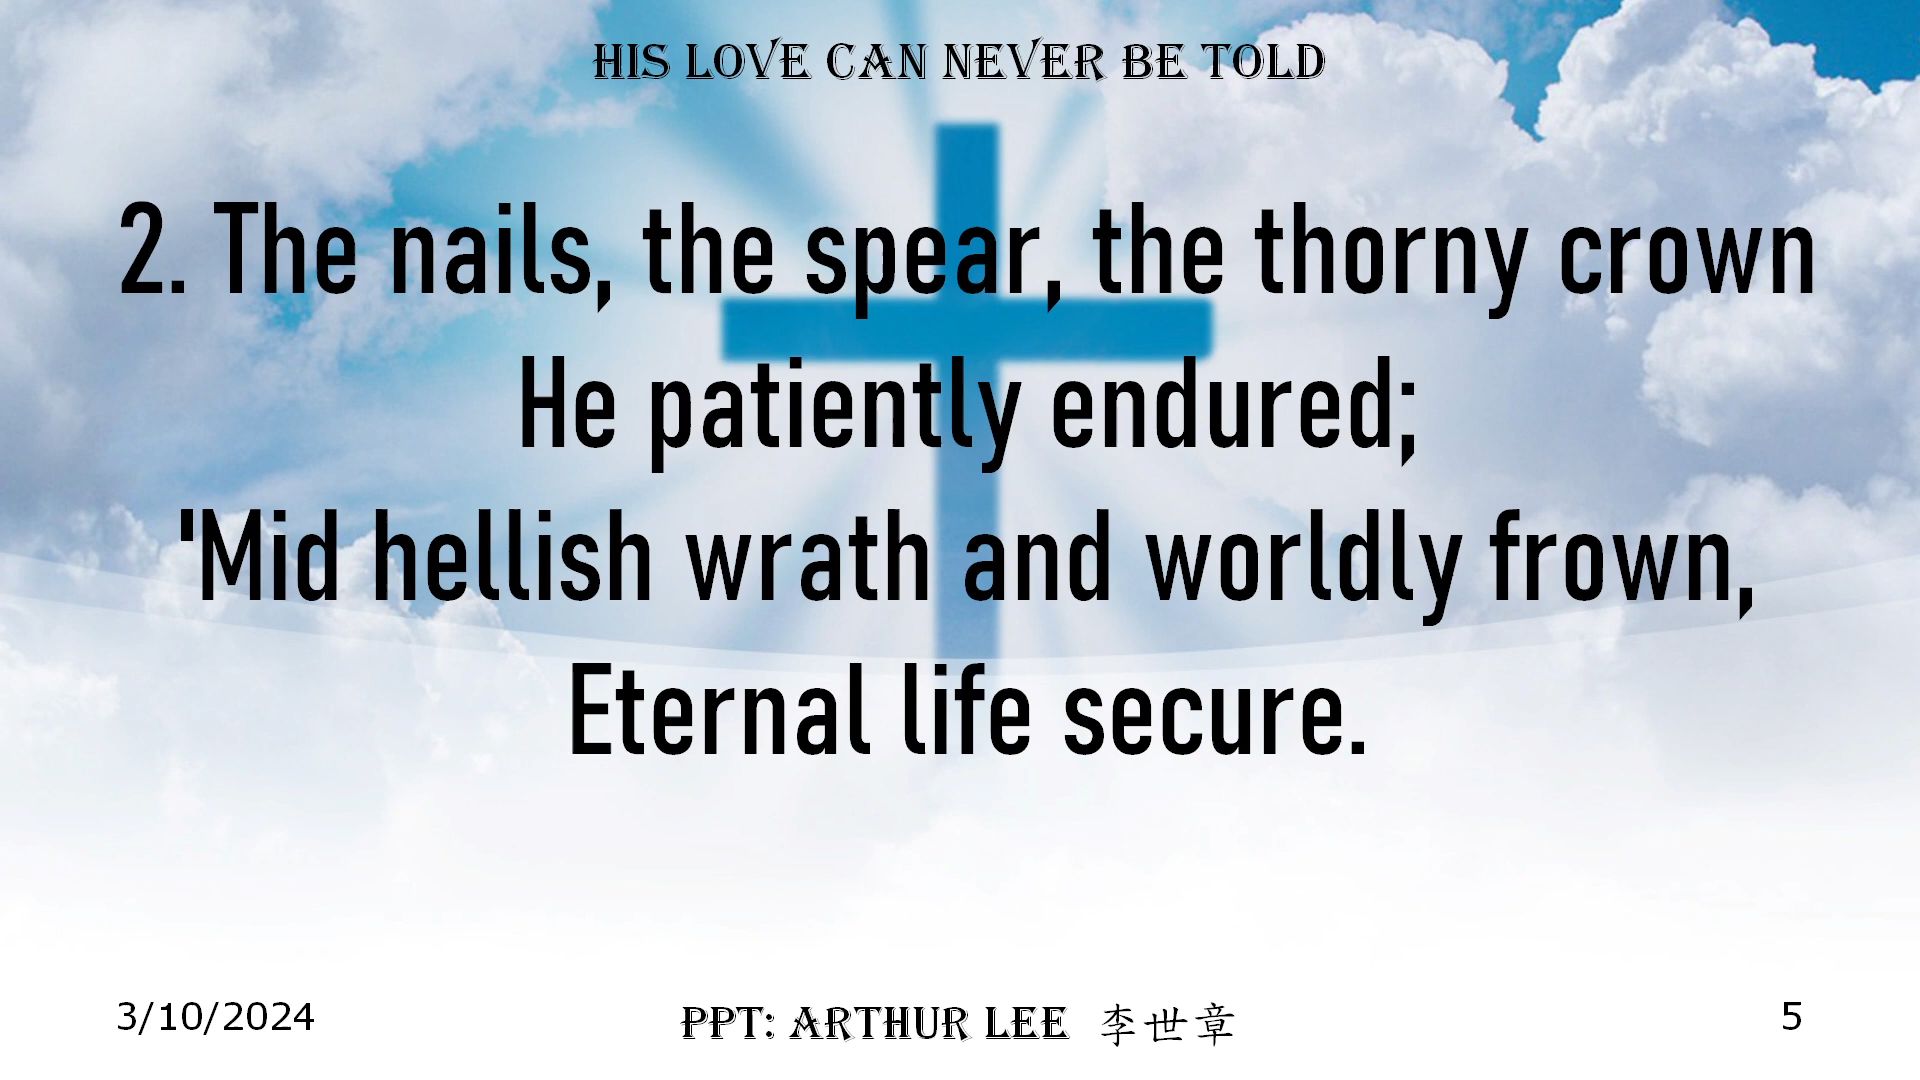 HIS LOVE CAN NEVER BE TOLD
2. The nails, the spear, the thorny crown
He patiently endured;
'Mid hellish wrath and worldly frown,
Eternal life secure.
3/10/2024
PPT: ARTHUR LEE 李世章
5